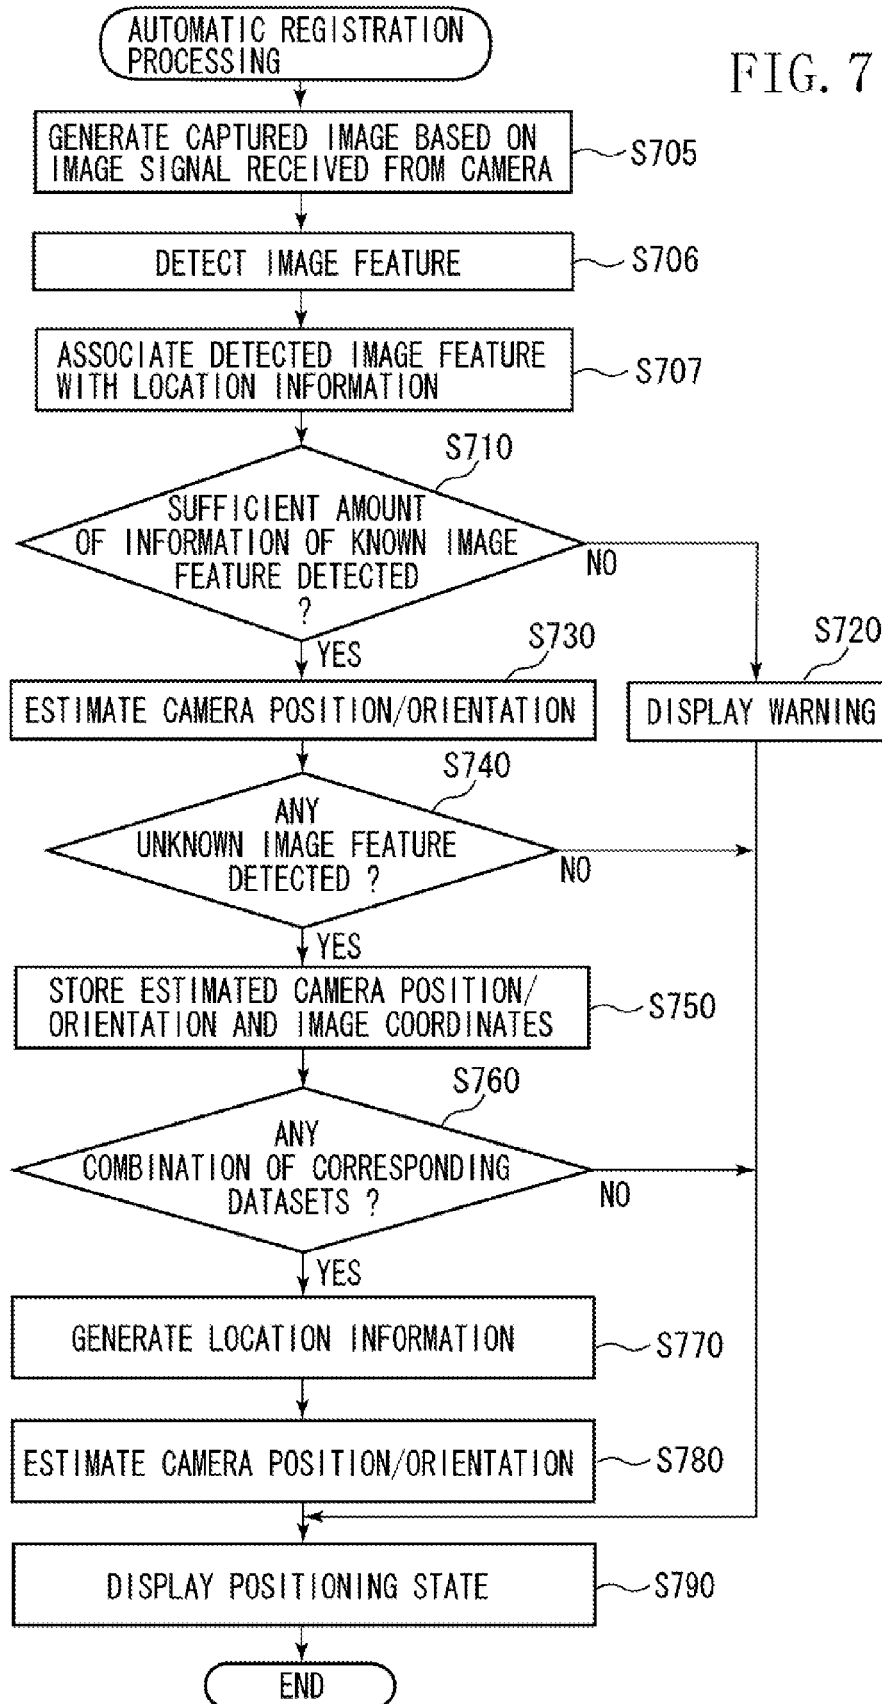 AUTOMATIC REGISTRATION
PROCESSING
FIG. 7
GENERATE CAPTURED IMAGE BASED ON
IMAGE SIGNAL RECEIVED FROM CAMERA
S705
DETECT IMAGE FEATURE
S706
ASSOCIATE DETECTED IMAGE FEATURE
WITH LOCATION INFORMATION
S707
S710
SUFFICIENT AMOUNT
OF INFORMATION OF KNOWN IMAGE
FEATURE DETECTED
?
NO
YES
S730
S720
ESTIMATE CAMERA POSITION/ORIENTATION
DISPLAY WARNING
S740
ANY
UNKNOWN IMAGE FEATURE
DETECTED ?
NO
YES
STORE ESTIMATED CAMERA POSITION/
ORIENTATION AND IMAGE COORDINATES
S750
S760
ANY
COMBINATION OF CORRESPONDING
DATASETS ?
NO
YES
GENERATE LOCATION INFORMATION
S770
ESTIMATE CAMERA POSITION/ORIENTATION
S780
DISPLAY POSITIONING STATE
S790
END